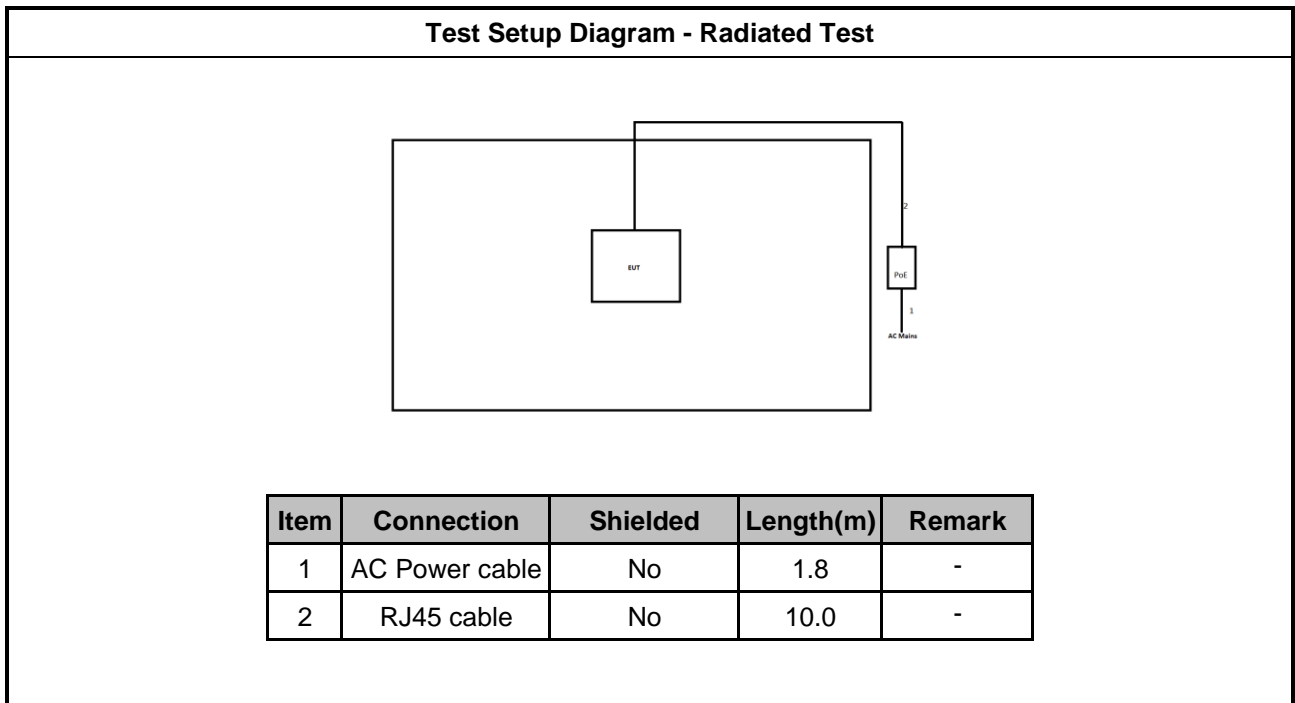 Test Setup Diagram - Radiated Test
2
EUT
PoE
1
AC Mains
Item Connection Shielded Length(m) Remark
1 AC Power cable No 1.8 -
2 RJ45 cable No 10.0 -